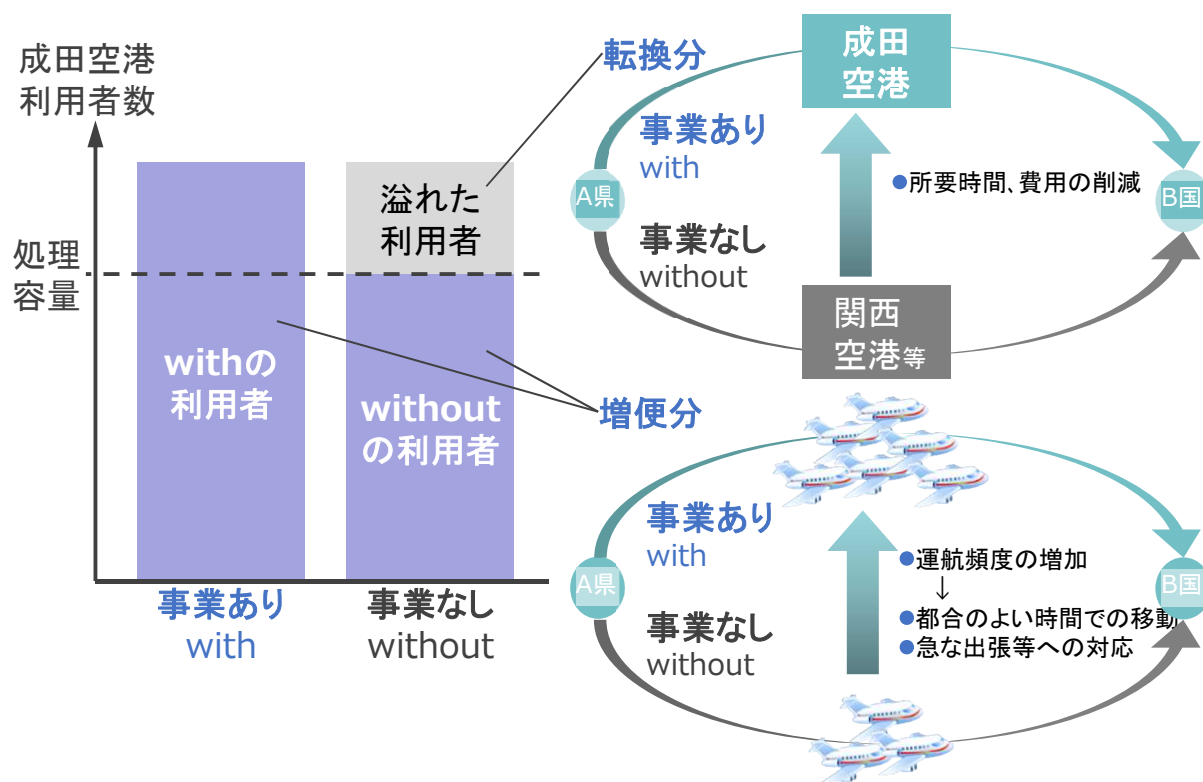 成田空港
利用者数
処理
容量
withの
利用者
溢れた
利用者
without
の利用者
事業あり
with
事業なし
without
転換分
増便分
成田
空港
事業あり
with
A県
B国
●所要時間、費用の削減
事業なし
without
関西
空港等
事業あり
with
A県
B国
●運航頻度の増加
↓
●都合のよい時間での移動
●急な出張等への対応
事業なし
without